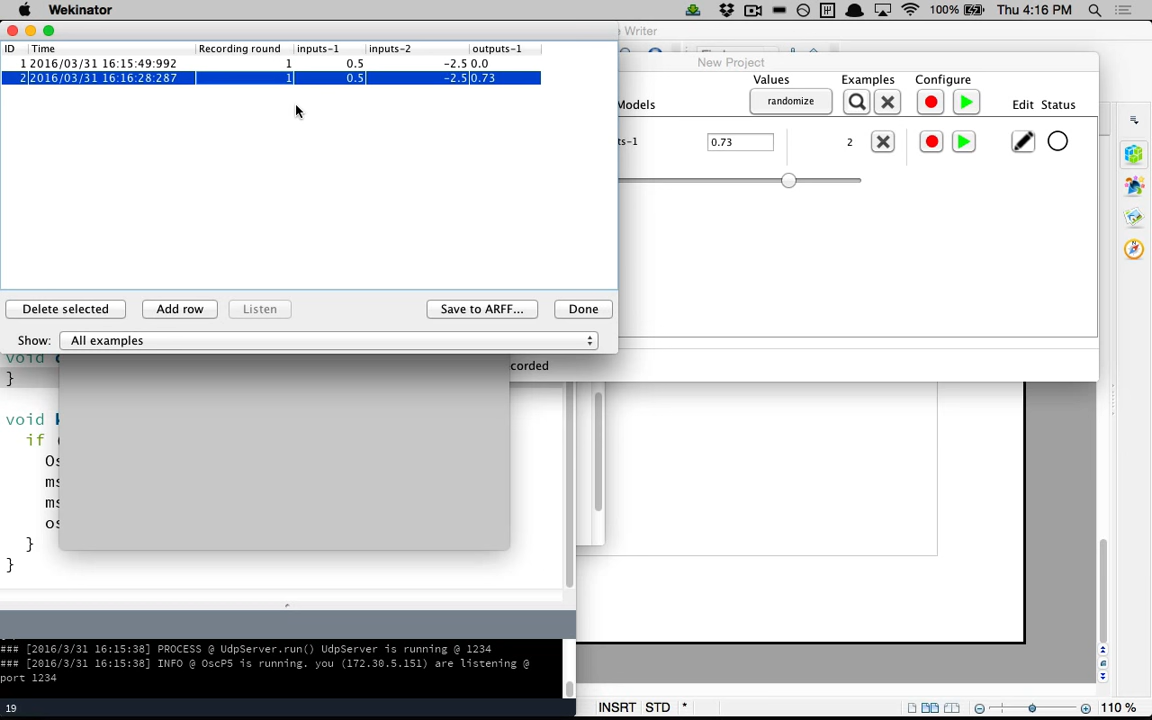 Wekinator
100%
Thu 4:16 PM
Writer
New Project
ID Time Recording round inputs-1 inputs-2 outputs-1
1 2016/03/31 16:15:49:992 1 0.5 -2.5 0.0
2 2016/03/31 16:16:28:287 1 0.5 -2.5 0.73
Values Examples Configure
Models randomize Edit Status
ts-1 0.73 2
Delete selected Add row Listen Save to ARFF... Done
Show: All examples
corded
void
}
void
if (
Os
ms
ms
os
}
}
### [2016/3/31 16:15:38] PROCESS @ UdpServer.run() UdpServer is running @ 1234
### [2016/3/31 16:15:38] INFO @ OscP5 is running. you (172.30.5.151) are listening @
port 1234
19
INSRT STD * 110 %